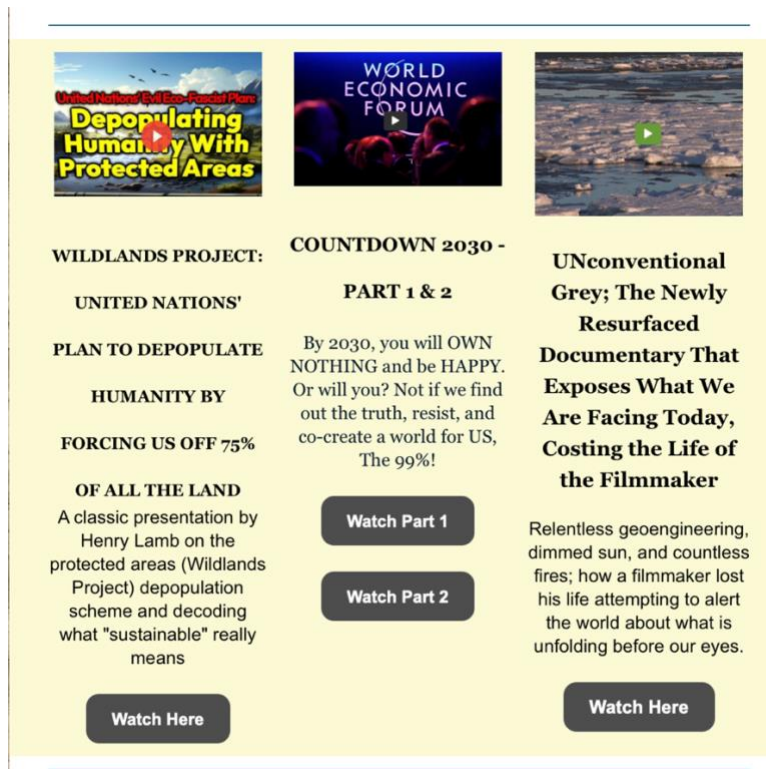 United Nations' Evil Eco-Fascist Plan:
Depopulating
Humanity With
Protected Areas
WILDLANDS PROJECT:
UNITED NATIONS'
PLAN TO DEPOPULATE
HUMANITY BY
FORCING US OFF 75%
OF ALL THE LAND
A classic presentation by
Henry Lamb on the
protected areas (Wildlands
Project) depopulation
scheme and decoding
what "sustainable" really
means
Watch Here
WORLD
ECONOMIC
FORUM
COUNTDOWN 2030 -
PART 1 & 2
By 2030, you will OWN
NOTHING and be HAPPY.
Or will you? Not if we find
out the truth, resist, and
co-create a world for US,
The 99%!
Watch Part 1
Watch Part 2
UNconventional
Grey; The Newly
Resurfaced
Documentary That
Exposes What We
Are Facing Today,
Costing the Life of
the Filmmaker
Relentless geoengineering,
dimmed sun, and countless
fires; how a filmmaker lost
his life attempting to alert
the world about what is
unfolding before our eyes.
Watch Here